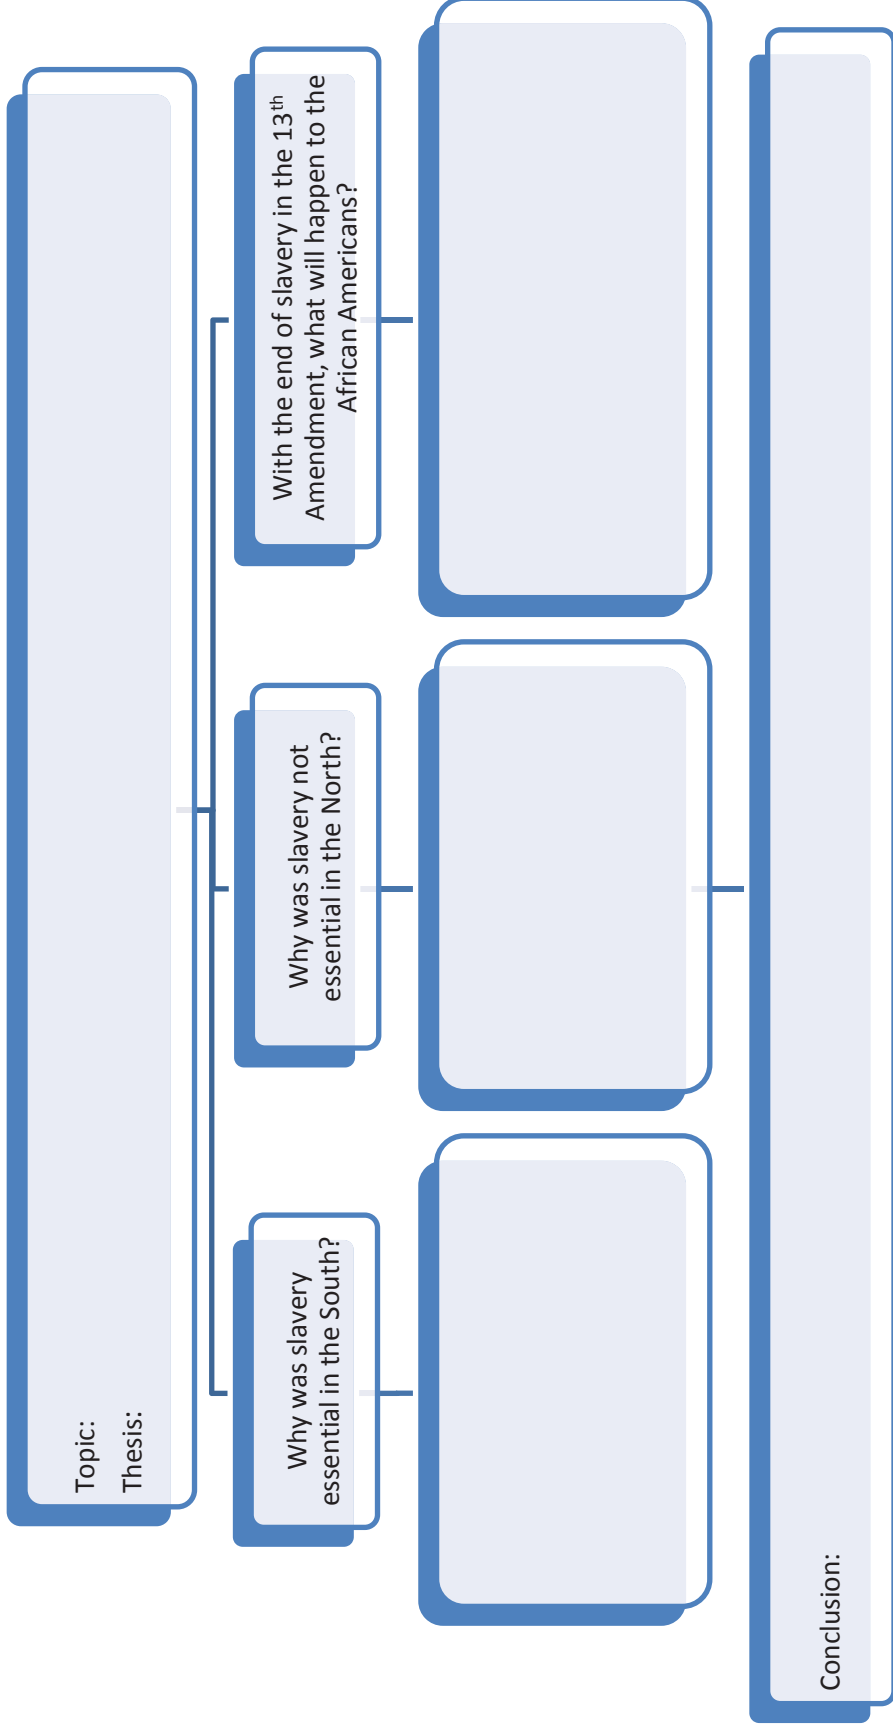 Topic:
Thesis:
Why was slavery
essential in the South?
Why was slavery not
essential in the North?
With the end of slavery in the 13th
Amendment, what will happen to the
African Americans?
Conclusion: